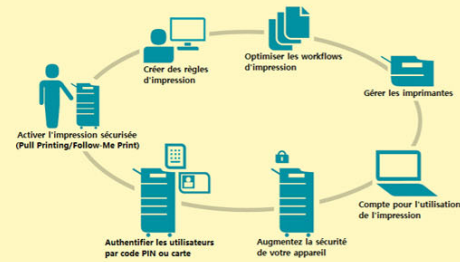 Créer des règles
d'impression
Optimiser les workflows
d'impression
Gérer les imprimantes
Activer l'impression sécurisée
(Pull Printing/Follow-Me Print)
Compte pour l'utilisation
de l'impression
Authentifier les utilisateurs
par code PIN ou carte
Augmentez la sécurité
de votre appareil